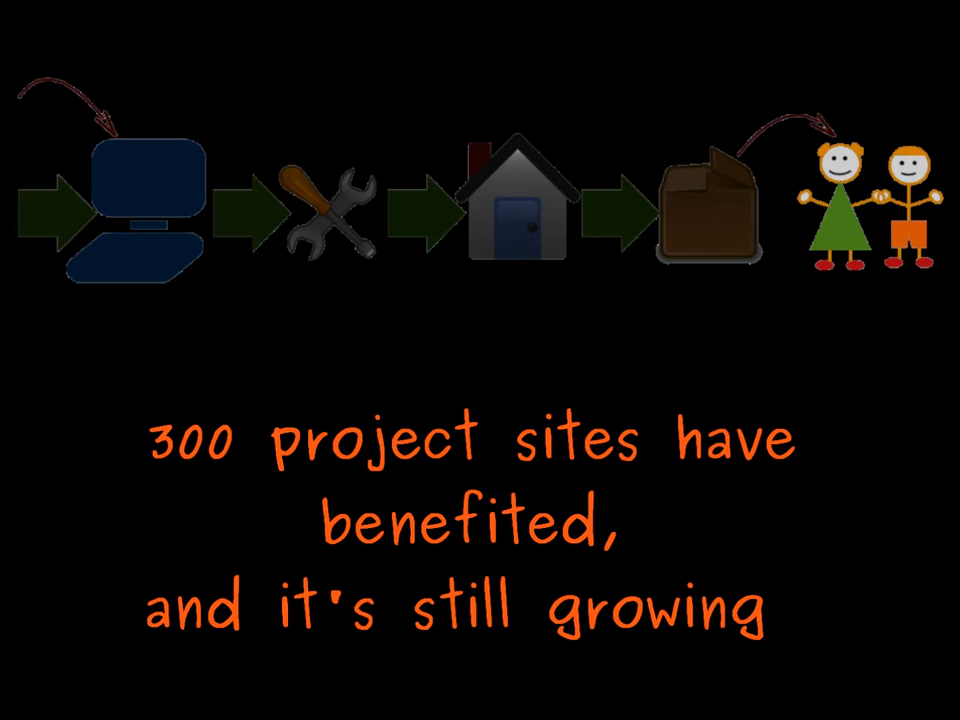 300 project sites have
benefited,
and it's still growing